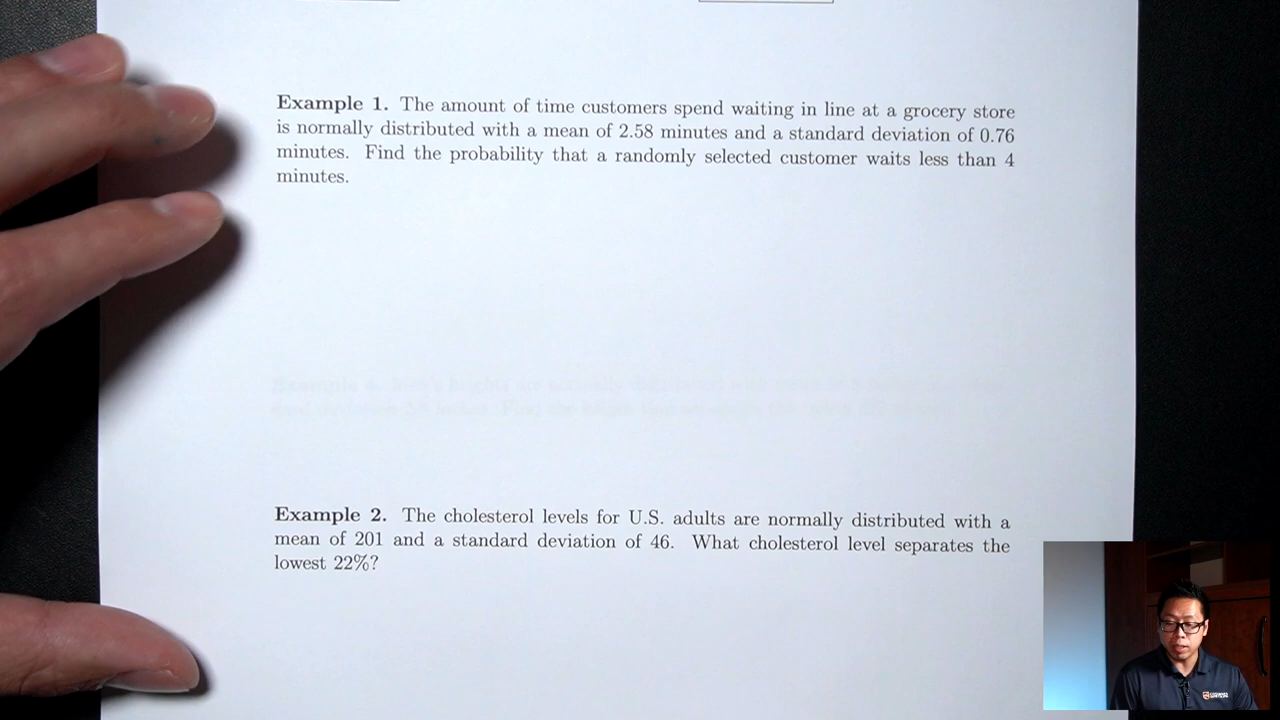 Example 1. The amount of time customers spend waiting in line at a grocery store
is normally distributed with a mean of 2.58 minutes and a standard deviation of 0.76
minutes. Find the probability that a randomly selected customer waits less than 4
minutes.
Example 2. The cholesterol levels for U.S. adults are normally distributed with a
mean of 201 and a standard deviation of 46. What cholesterol level separates the
lowest 22%?